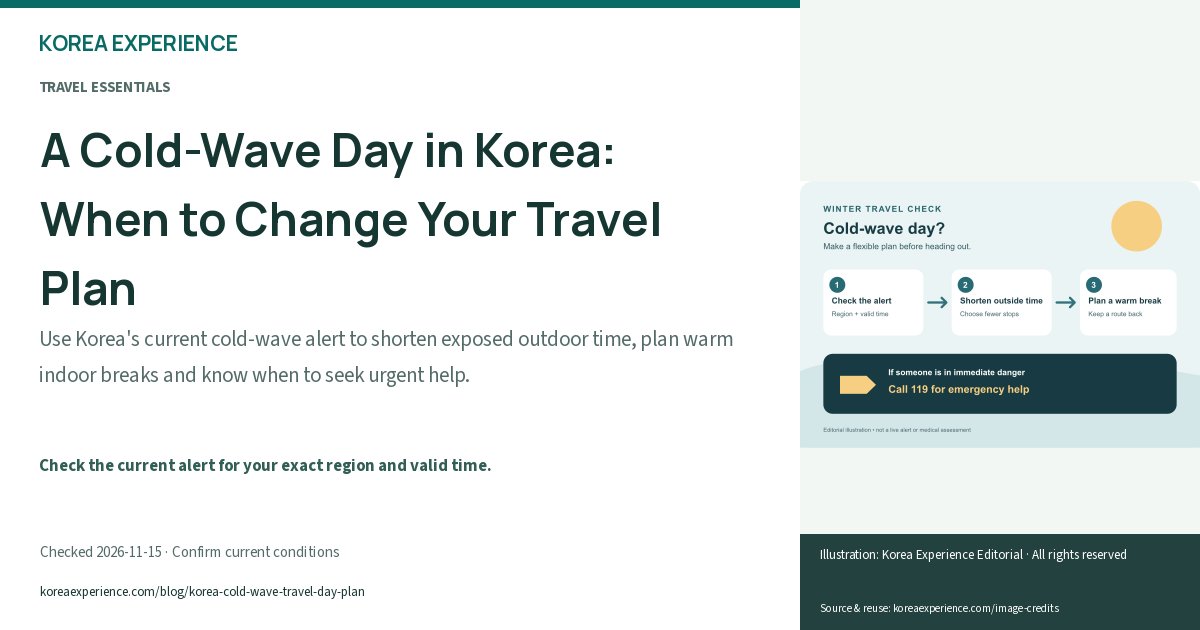 KOREA EXPERIENCE
TRAVEL ESSENTIALS
A Cold-Wave Day in Korea:
When to Change Your Travel
Plan
Use Korea's current cold-wave alert to shorten exposed outdoor time, plan warm
indoor breaks and know when to seek urgent help.
Check the current alert for your exact region and valid time.
Checked 2026-11-15 · Confirm current conditions
koreaexperience.com/blog/korea-cold-wave-travel-day-plan
WINTER TRAVEL CHECK
Cold-wave day?
Make a flexible plan before heading out.
1
Check the alert
Region + valid time
2
Shorten outside time
Choose fewer stops
3
Plan a warm break
Keep a route back
If someone is in immediate danger
Call 119 for emergency help
Editorial illustration • not a live alert or medical assessment
Illustration: Korea Experience Editorial · All rights reserved
Source & reuse: koreaexperience.com/image-credits